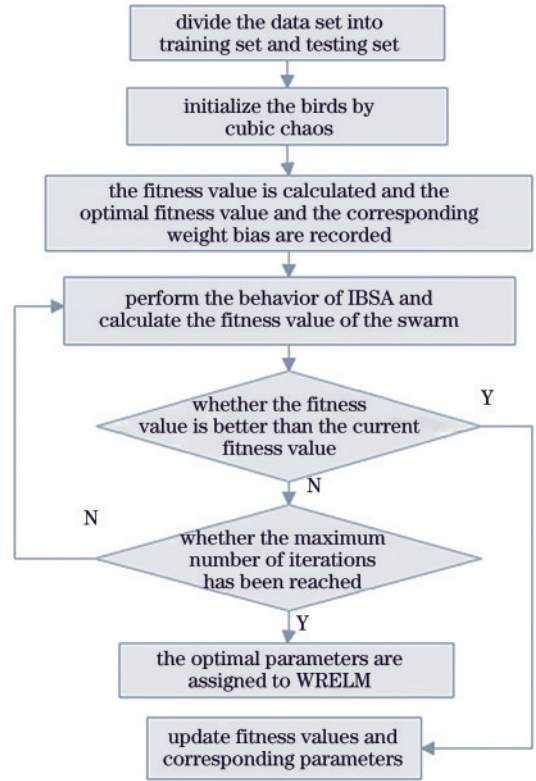 divide the data set into
training set and testing set
initialize the birds by
cubic chaos
the fitness value is calculated and the
optimal fitness value and the corresponding
weight bias are recorded
perform the behavior of IBSA and
calculate the fitness value of the swarm
whether the fitness
value is better than the current
fitness value
Y
N
whether the maximum
number of iterations
has been reached
N
Y
the optimal parameters are
assigned to WRELM
update fitness values and
corresponding parameters